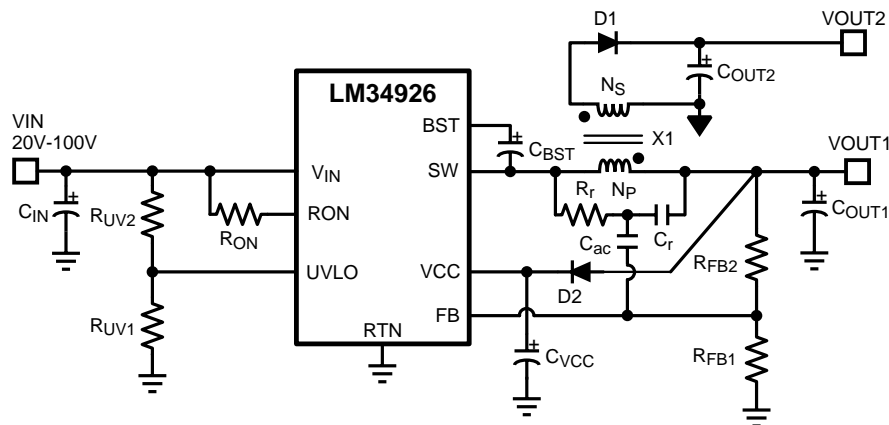 D1
VOUT2
COUT2
NS
LM34926
BST
CBST
X1
VIN
20V-100V
VOUT1
VIN
SW
NP
CIN
RUV2
RON
RON
Rr
Cr
Cac
COUT1
UVLO
VCC
D2
RFB2
FB
RUV1
RTN
CVCC
RFB1